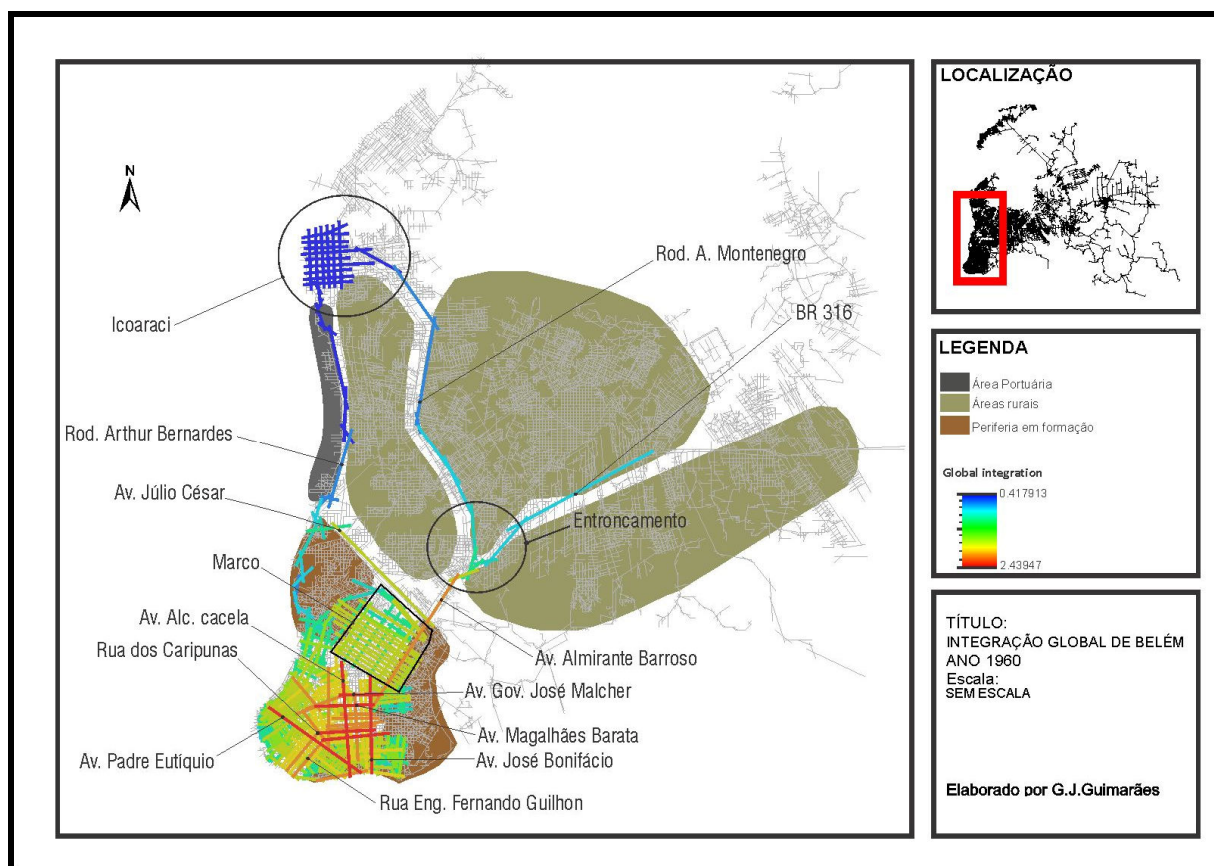 N
Icoaraci
Rod. A. Montenegro
BR 316
Rod. Arthur Bernardes
Av. Júlio César
Entroncamento
Marco
Av. Alc. cacela
Rua dos Caripunas
Av. Almirante Barroso
Av. Gov. José Malcher
Av. Magalhães Barata
Av. Padre Eutíquio
Av. José Bonifácio
Rua Eng. Fernando Guilhon
LOCALIZAÇÃO
LEGENDA
Área Portuária
Áreas rurais
Periferia em formação
Global integration
0.417913
2.43947
TÍTULO:
INTEGRAÇÃO GLOBAL DE BELÉM
ANO 1960
Escala:
SEM ESCALA
Elaborado por G.J.Guimarães